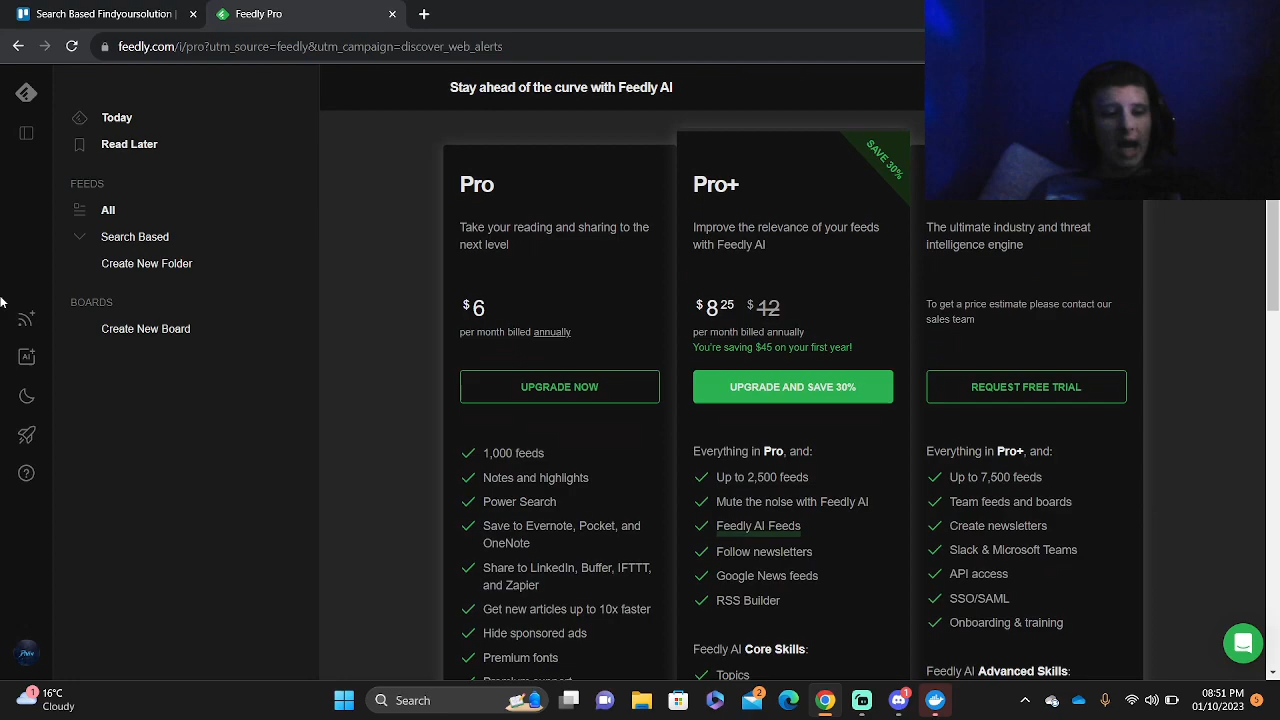 Search Based Findyoursolution |
Feedly Pro
feedly.com/i/pro?utm_source=feedly&utm_campaign=discover_web_alerts
Stay ahead of the curve with Feedly AI
Today
Read Later
FEEDS
All
Search Based
Create New Folder
BOARDS
Create New Board
Pro
Take your reading and sharing to the
next level
$6
per month billed annually
UPGRADE NOW
1,000 feeds
Notes and highlights
Power Search
Save to Evernote, Pocket, and
OneNote
Share to LinkedIn, Buffer, IFTTT,
and Zapier
Get new articles up to 10x faster
Hide sponsored ads
Premium fonts
Premium support
SAVE 30%
Pro+
Improve the relevance of your feeds
with Feedly AI
$8.25 $12
per month billed annually
You're saving $45 on your first year!
UPGRADE AND SAVE 30%
Everything in Pro, and:
Up to 2,500 feeds
Mute the noise with Feedly AI
Feedly AI Feeds
Follow newsletters
Google News feeds
RSS Builder
Feedly AI Core Skills:
Topics
The ultimate industry and threat
intelligence engine
To get a price estimate please contact our
sales team
REQUEST FREE TRIAL
Everything in Pro+, and:
Up to 7,500 feeds
Team feeds and boards
Create newsletters
Slack & Microsoft Teams
API access
SSO/SAML
Onboarding & training
Feedly AI Advanced Skills:
1
16°C
Cloudy
Search
2
1
08:51 PM
01/10/2023
5